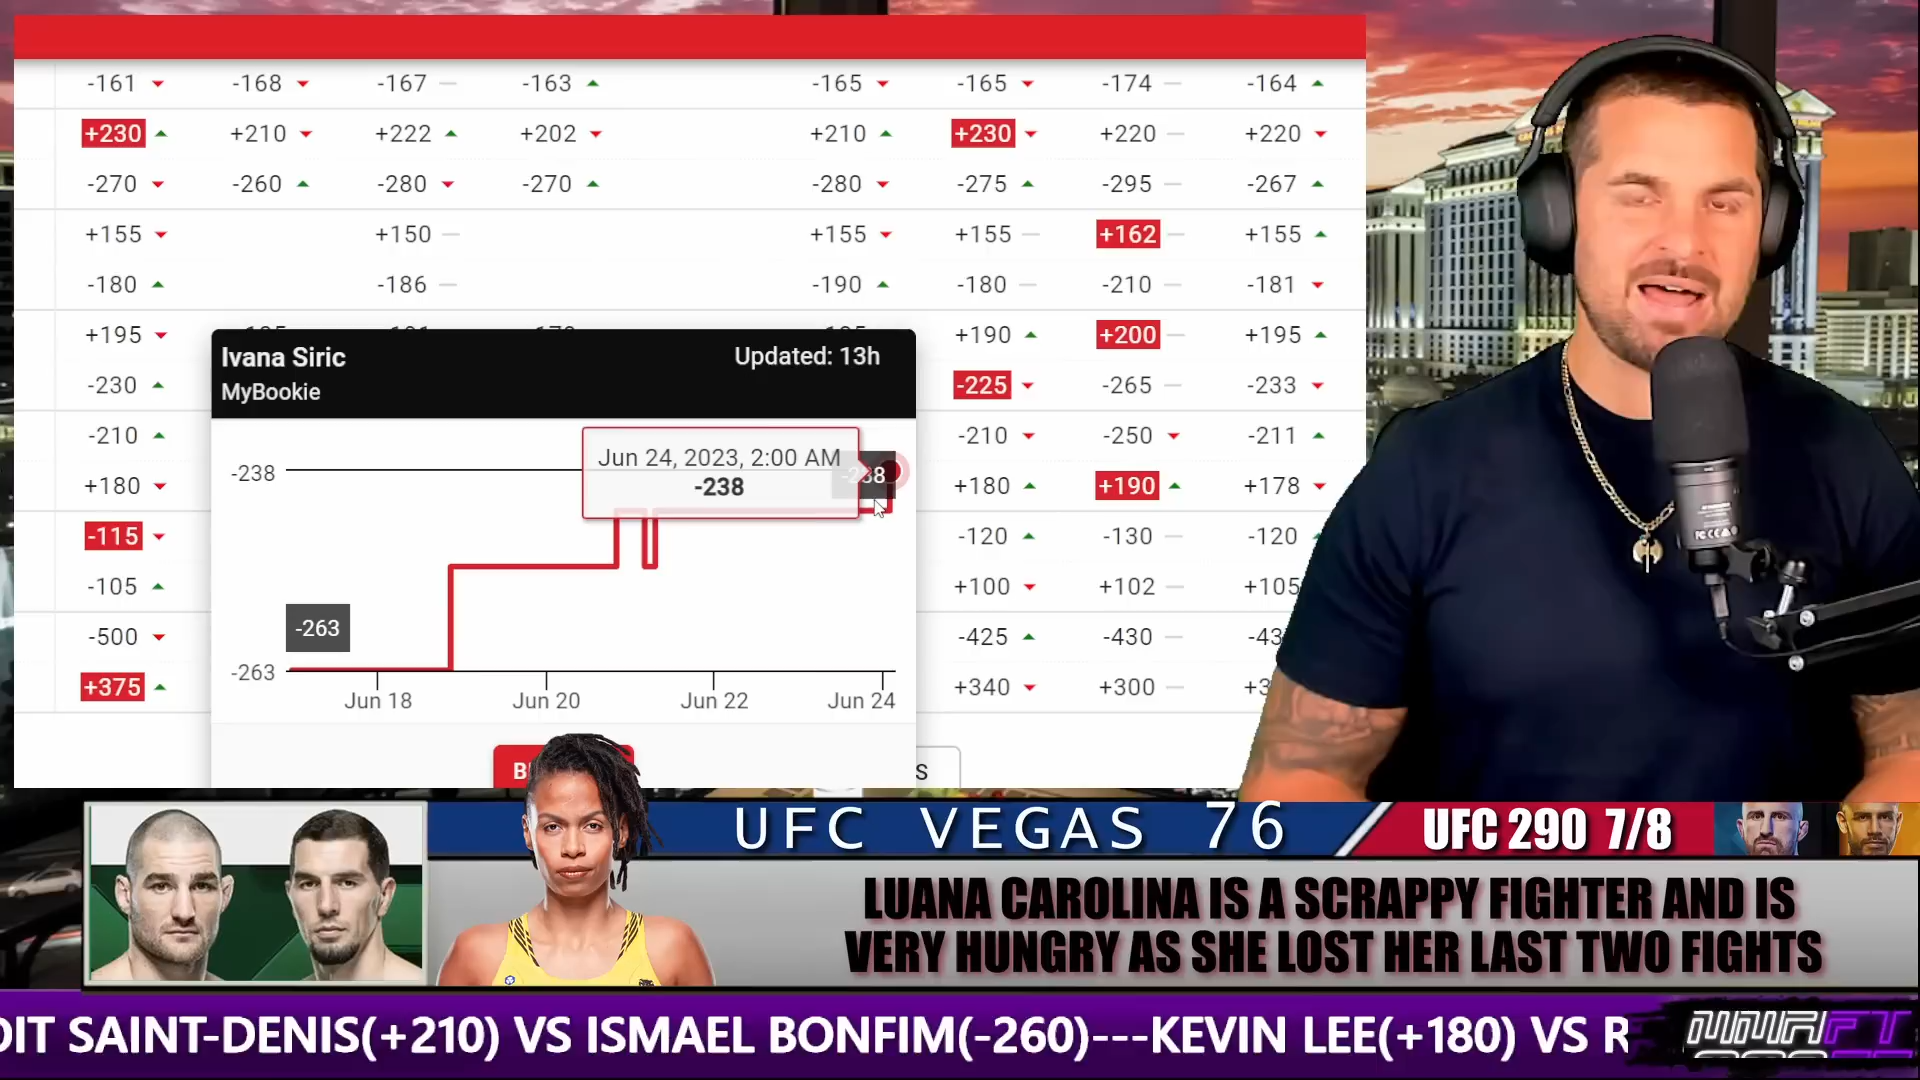 -161 -168 -167 -163 -165 -165 -174 -164
+230 +210 +222 +202 +210 +230 +220 +220
-270 -260 -280 -270 -280 -275 -295 -267
+155 +150 +155 +155 +162 +155
-180 -186 -190 -180 -210 -181
+195 +190 +200 +195
-230 -225 -265 -233
-210 -210 -250 -211
+180 +180 +190 +178
-115 -120 -130 -120
-105 +100 +102 +105
-500 -425 -430
+375 +340 +300
Ivana Siric Updated: 13h
MyBookie
Jun 24, 2023, 2:00 AM
-238
-238
-263
-263
Jun 18 Jun 20 Jun 22 Jun 24
UFC VEGAS 76
UFC 290 7/8
LUANA CAROLINA IS A SCRAPPY FIGHTER AND IS
VERY HUNGRY AS SHE LOST HER LAST TWO FIGHTS
SAINT-DENIS(+210) VS ISMAEL BONFIM(-260)---KEVIN LEE(+180) VS